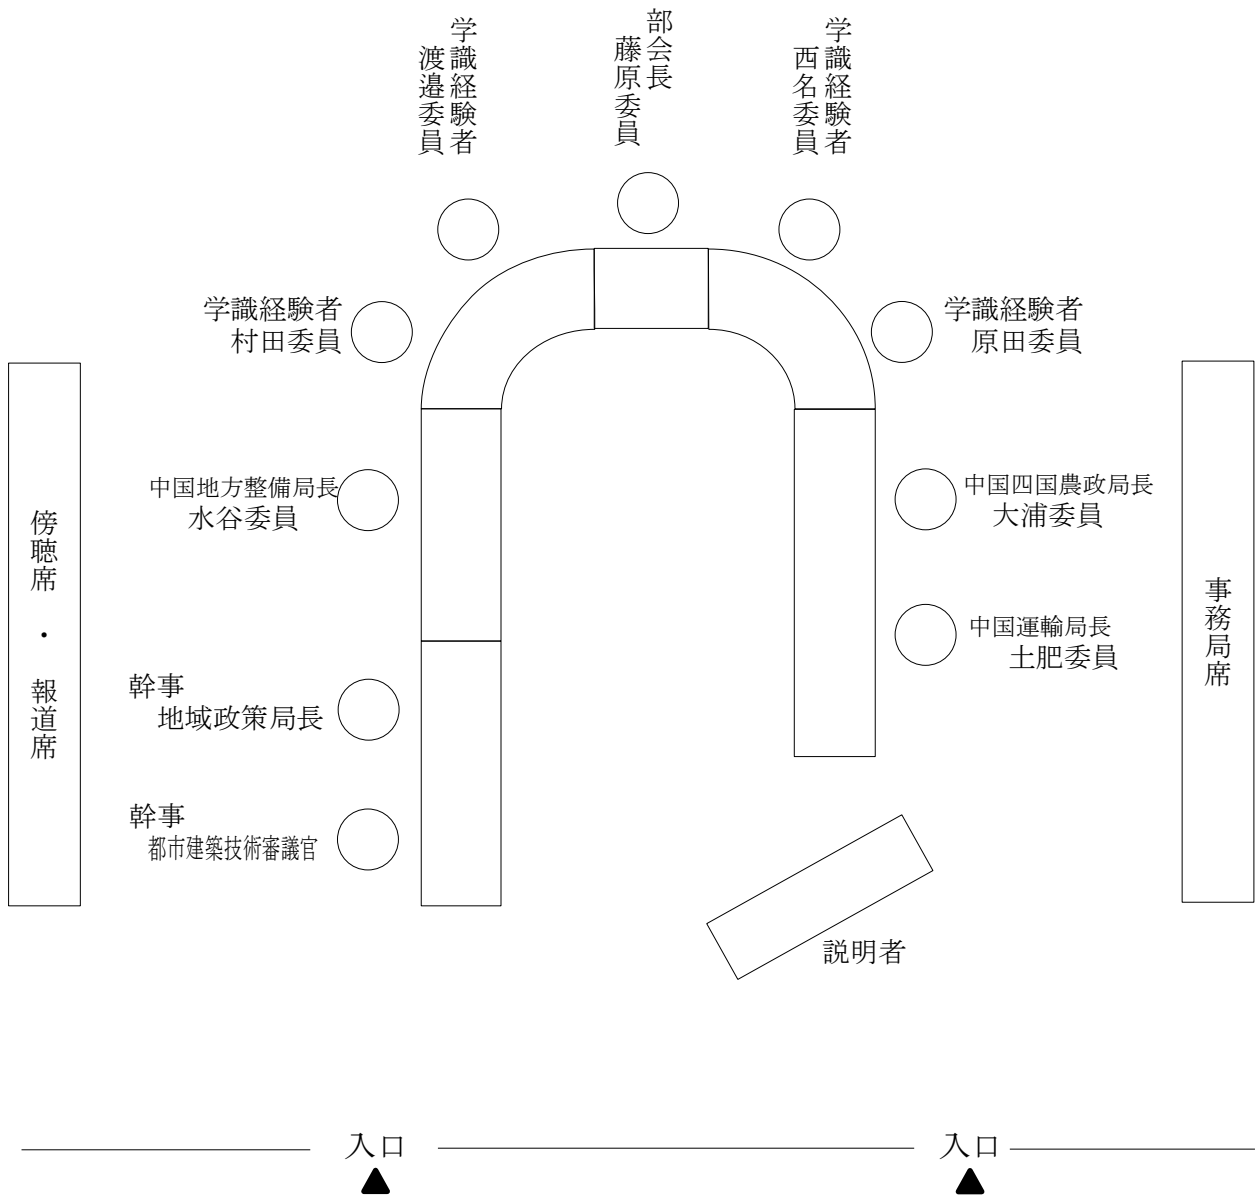 学識経験者
渡邉委員
部会長
藤原委員
学識経験者
西名委員
学識経験者
村田委員
学識経験者
原田委員
中国地方整備局長
水谷委員
中国四国農政局長
大浦委員
中国運輸局長
土肥委員
幹事
地域政策局長
幹事
都市建築技術審議官
傍聴席 ・ 報道席
事務局席
説明者
入口
入口